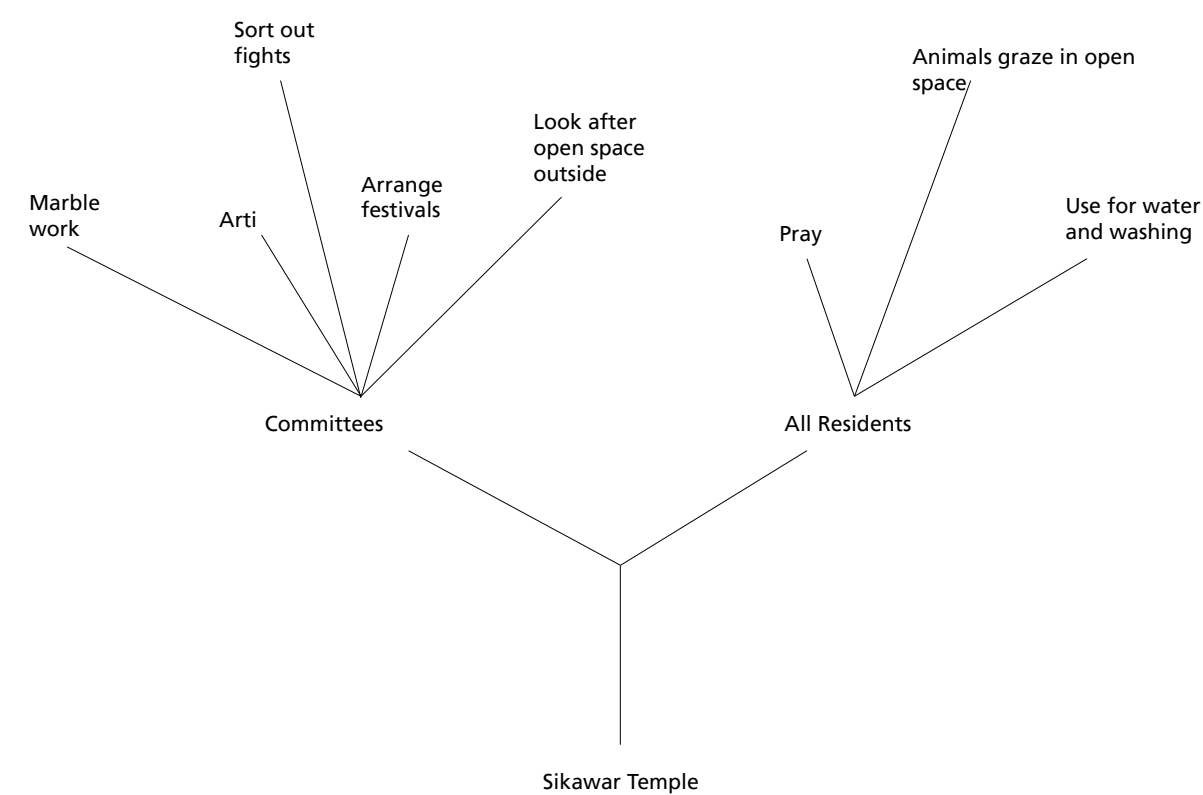 Sort out
fights
Animals graze in open
space
Look after
open space
outside
Marble
work
Arti
Arrange
festivals
Pray
Use for water
and washing
Committees
All Residents
Sikawar Temple